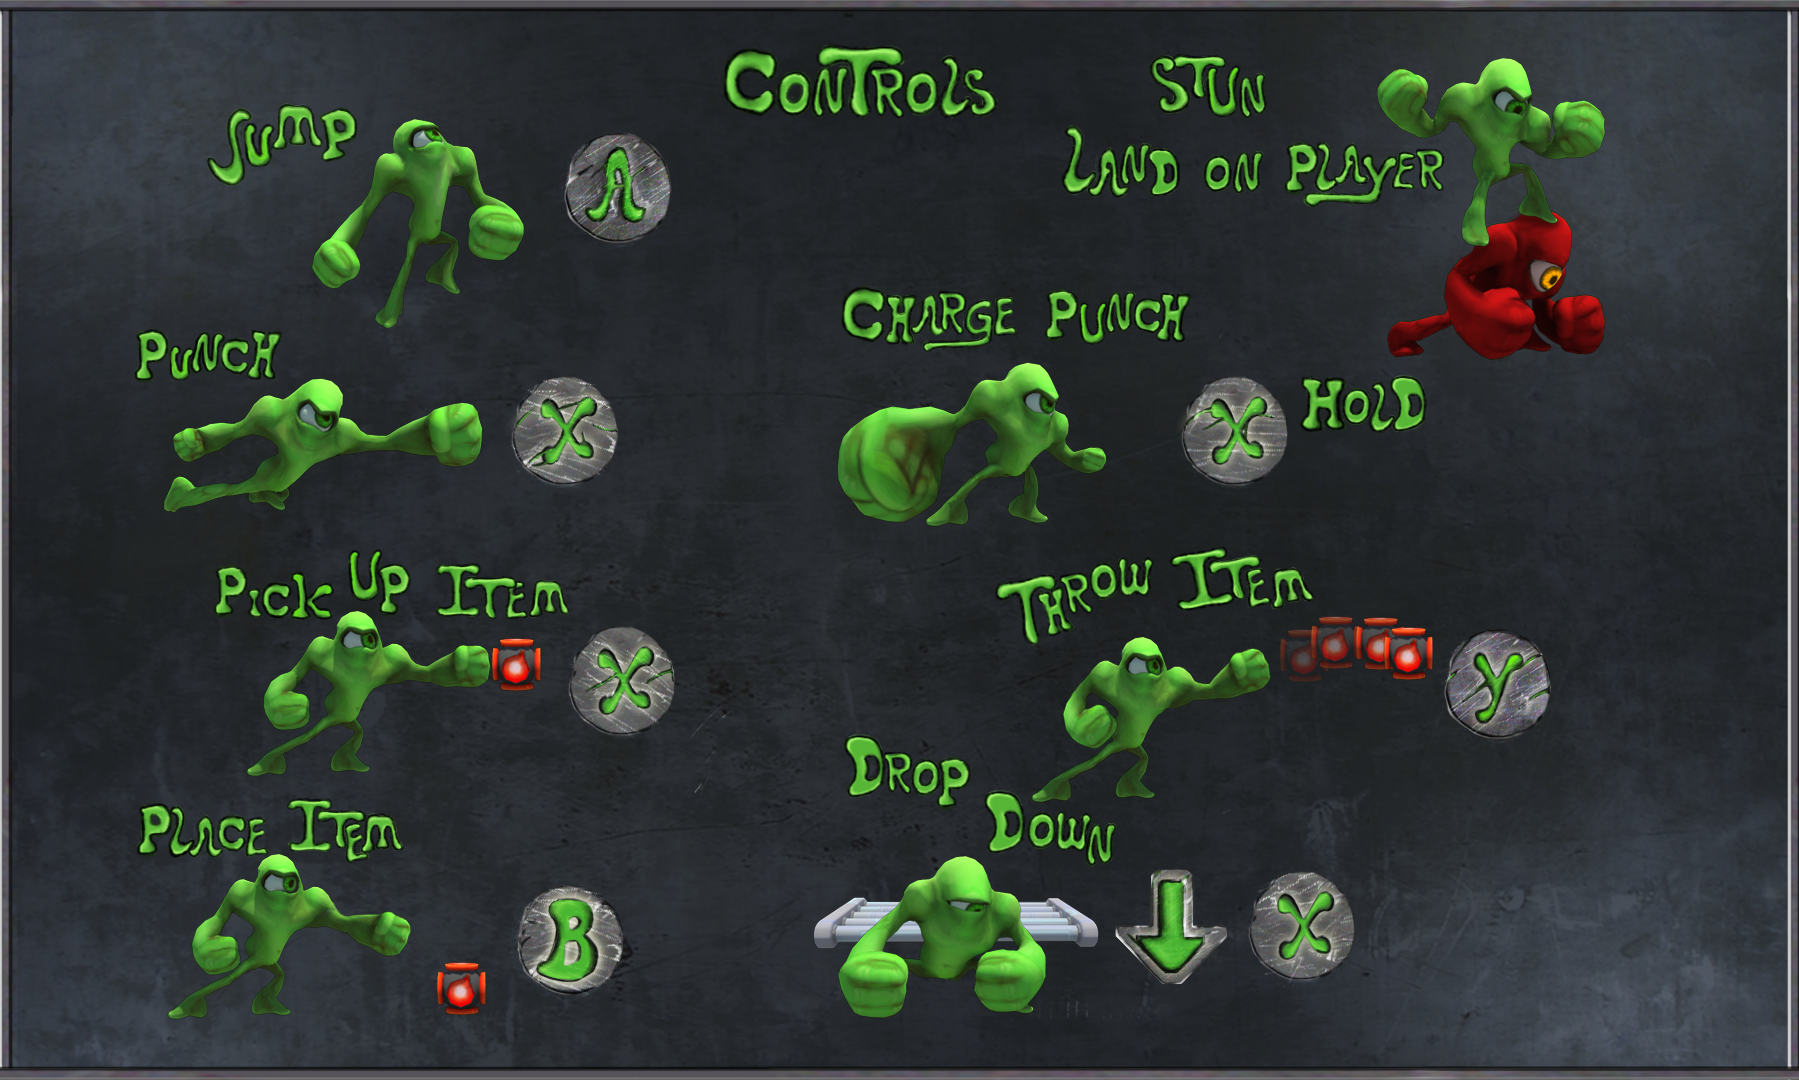 CONTROLS
JUMP
A
STUN
LAND ON PLAYER
PUNCH
X
CHARGE PUNCH
X HOLD
PICK UP ITEM
X
THROW ITEM
Y
PLACE ITEM
B
DROP
DOWN
X